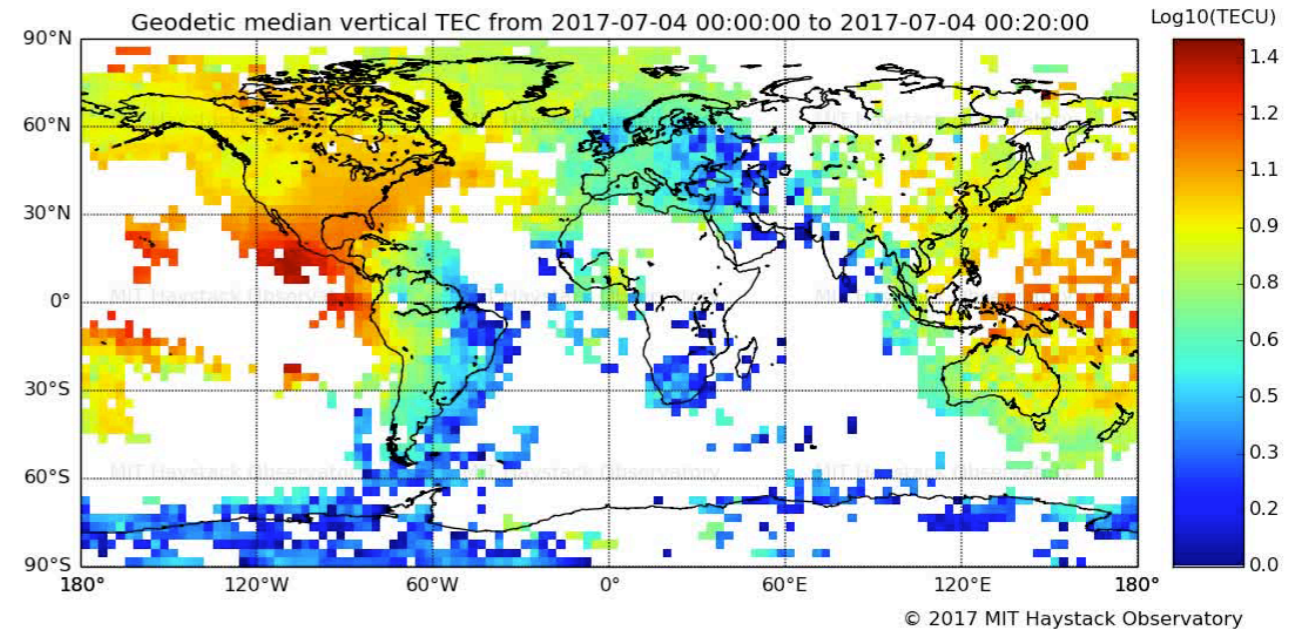 Geodetic median vertical TEC from 2017-07-04 00:00:00 to 2017-07-04 00:20:00
Log10(TECU)
90°N
60°N
30°N
0°
30°S
60°S
90°S
180°
120°W
60°W
0°
60°E
120°E
180°
1.4
1.2
1.1
0.9
0.8
0.6
0.5
0.3
0.2
0.0
MIT Haystack Observatory
MIT Haystack Observatory
MIT Haystack Observatory
© 2017 MIT Haystack Observatory